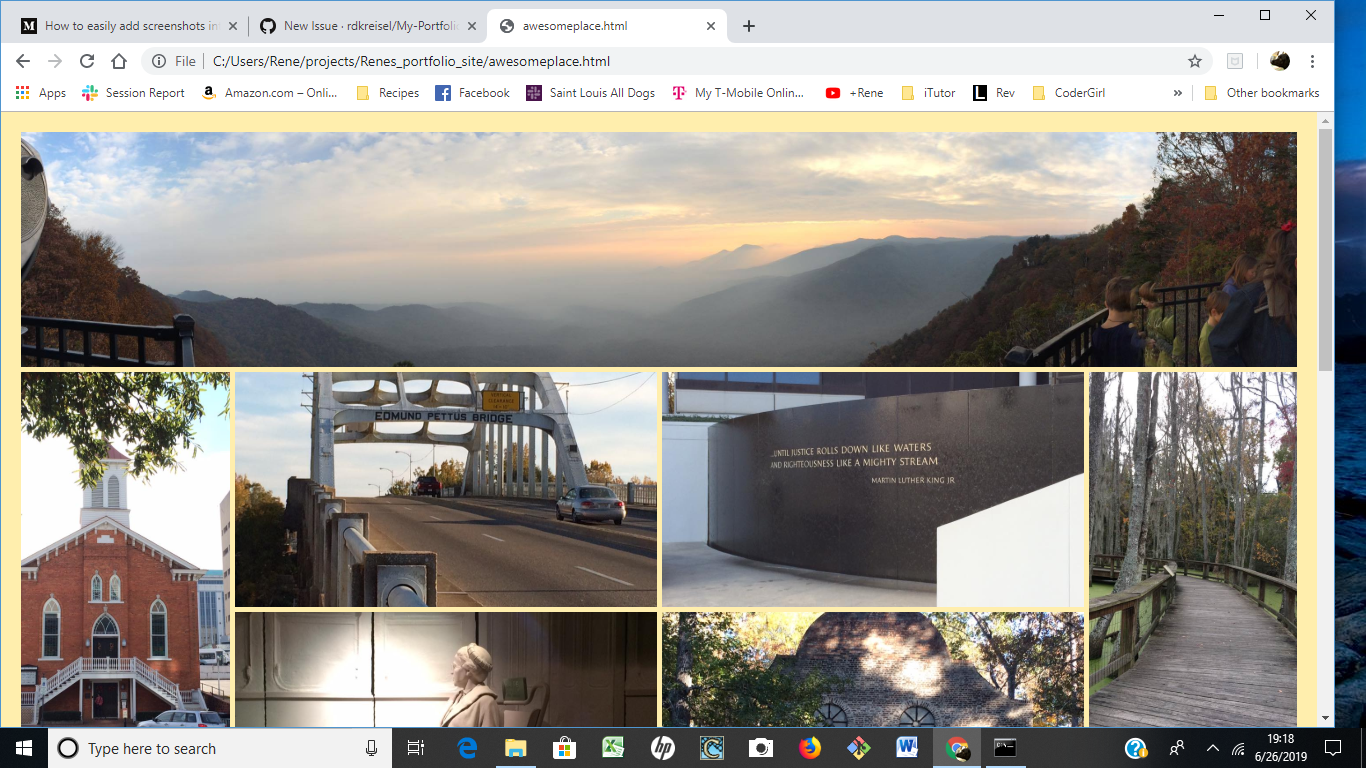 How to easily add screenshots in
New Issue · rdkreisel/My-Portfolio
awesomeplace.html
File
C:/Users/Rene/projects/Renes_portfolio_site/awesomeplace.html
Apps
Session Report
Amazon.com – Onli...
Recipes
Facebook
Saint Louis All Dogs
My T-Mobile Onlin...
+Rene
iTutor
Rev
CoderGirl
»
Other bookmarks
VERTICAL
CLEARANCE
EDMUND PETTUS BRIDGE
...UNTIL JUSTICE ROLLS DOWN LIKE WATERS
AND RIGHTEOUSNESS LIKE A MIGHTY STREAM
MARTIN LUTHER KING JR
Type here to search
19:18
6/26/2019